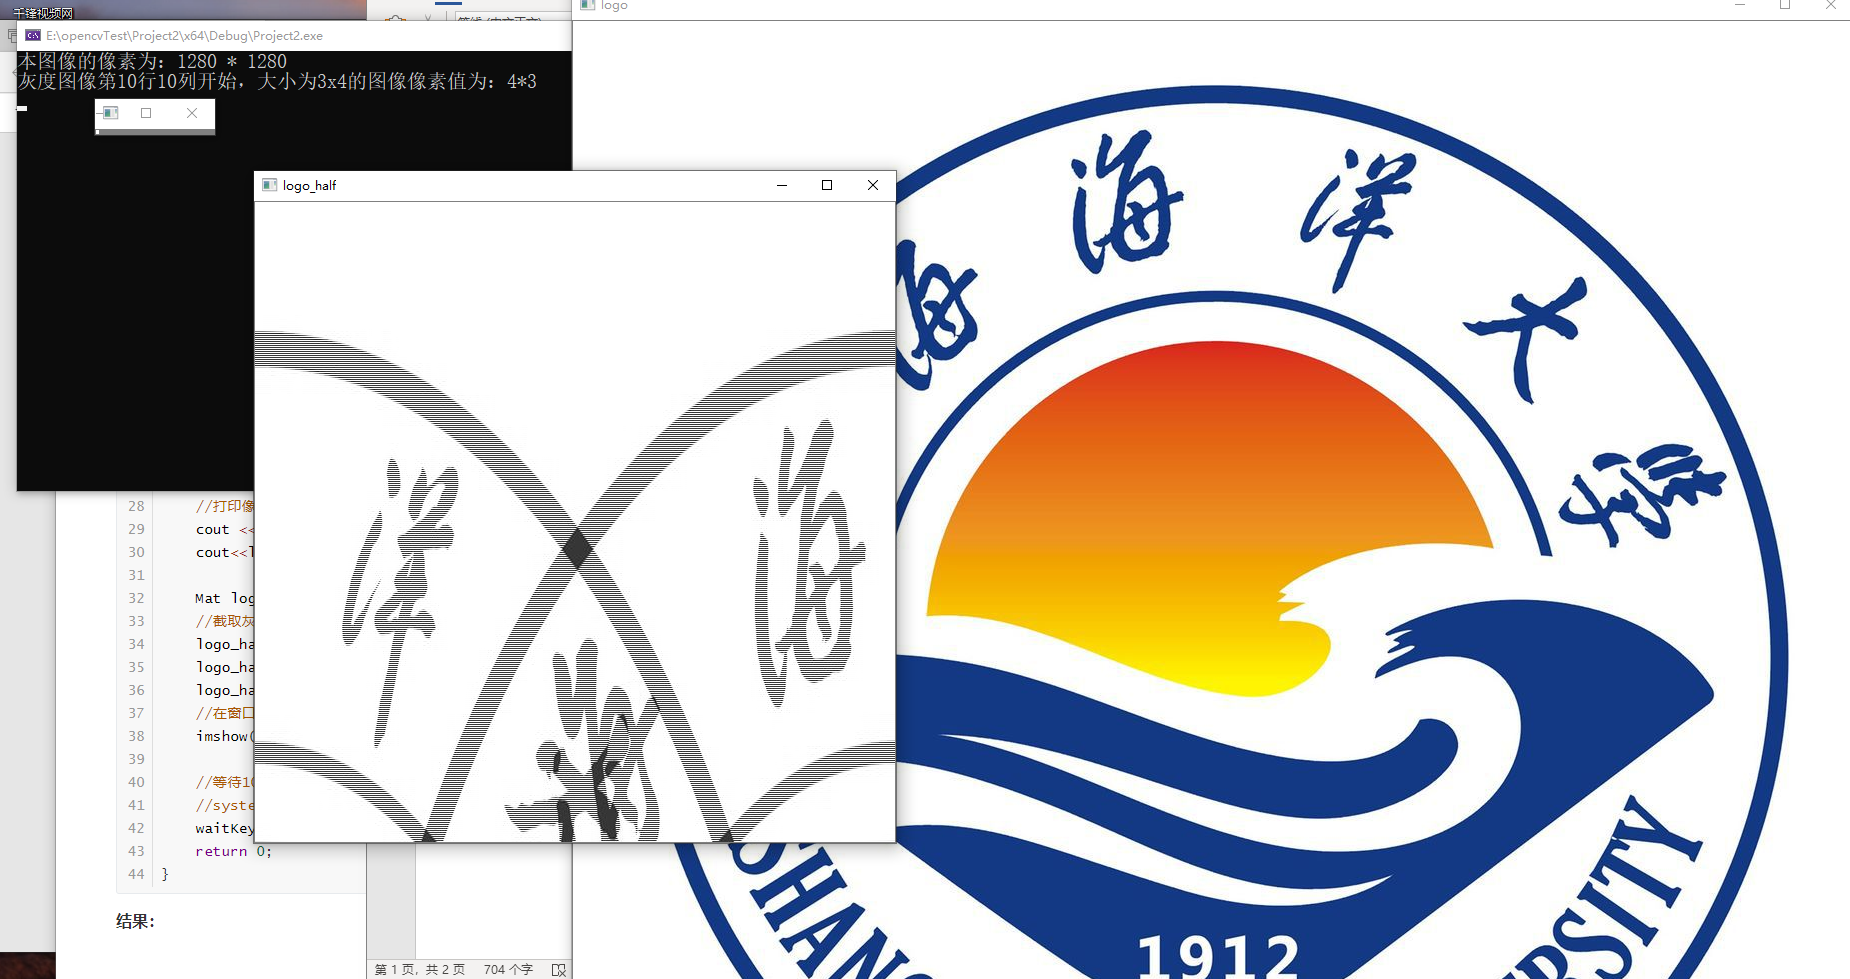 千锋视频网
E:\opencvTest\Project2\x64\Debug\Project2.exe
本图像的像素为: 1280 * 1280
灰度图像第10行10列开始, 大小为3x4的图像像素值为: 4*3
logo
logo_half
洋
海
海
海
洋
大
學
28 //打印像
29 cout <<
30 cout<<l
31
32 Mat log
33 //截取灰
34 logo_ha
35 logo_ha
36 logo_ha
37 //在窗口
38 imshow(
39
40 //等待10
41 //syste
42 waitKey
43 return 0;
44 }
结果:
第 1 页, 共 2 页 704 个字
SHANG
RSITY
1912